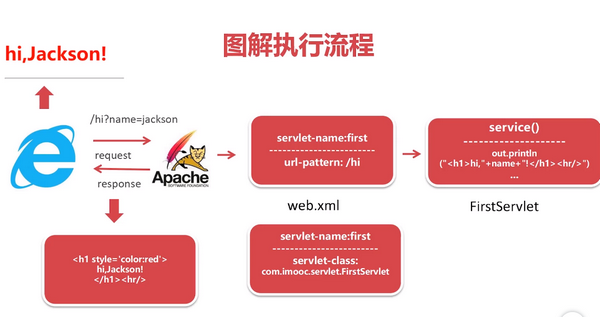 hi,Jackson!
图解执行流程
/hi?name=jackson
request
response
Apache
SOFTWARE FOUNDATION
servlet-name:first
url-pattern: /hi
web.xml
servlet-name:first
servlet-class:
com.imooc.servlet.FirstServlet
service()
out.println
("<h1>hi,"+name+"!</h1><hr/>")
...
FirstServlet
<h1 style='color:red'>
hi,Jackson!
</h1><hr/>